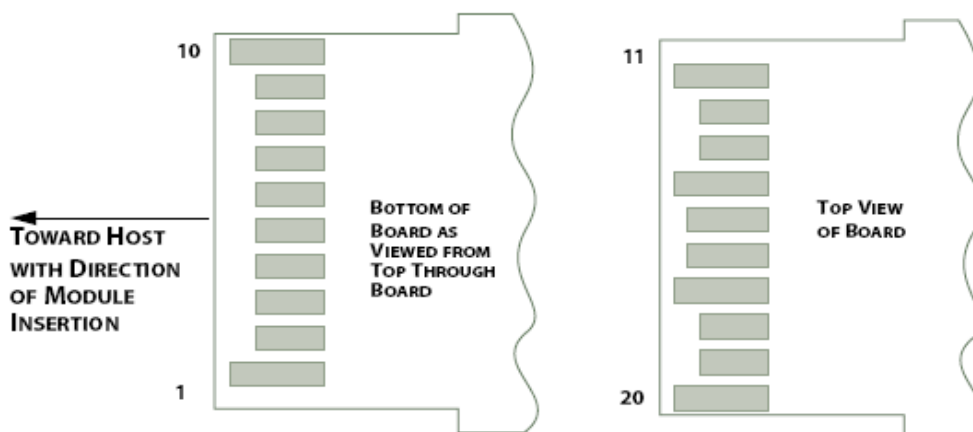 10
1
TOWARD HOST
WITH DIRECTION
OF MODULE
INSERTION
BOTTOM OF
BOARD AS
VIEWED FROM
TOP THROUGH
BOARD
11
20
TOP VIEW
OF BOARD